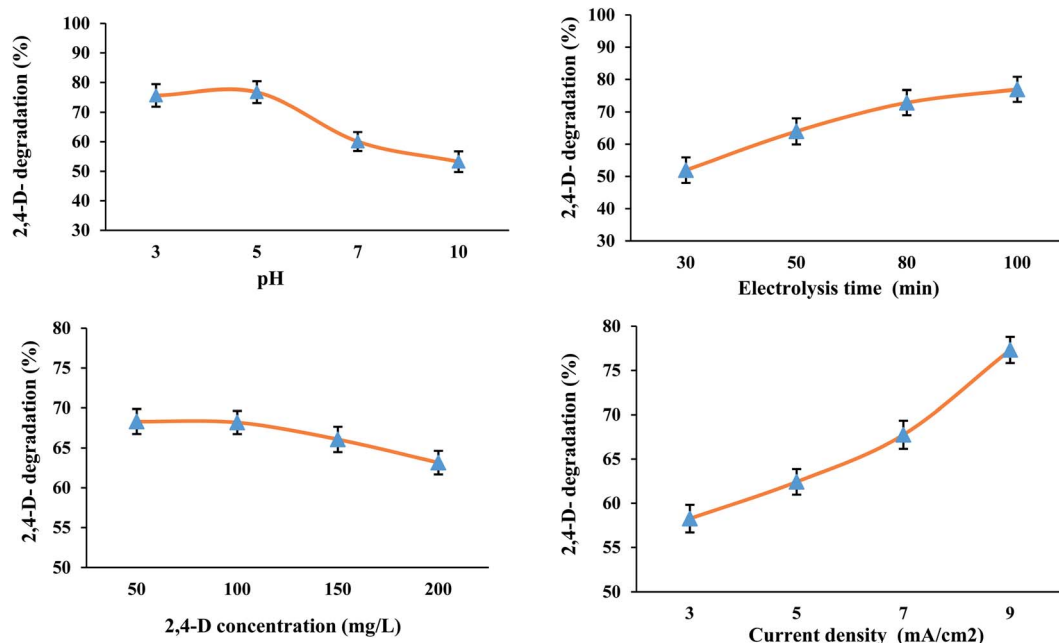 2,4-D- degradation (%)
100
90
80
70
60
50
40
30
3 5 7 10
pH
2,4-D- degradation (%)
100
90
80
70
60
50
40
30
30 50 80 100
Electrolysis time (min)
2,4-D- degradation (%)
80
75
70
65
60
55
50
50 100 150 200
2,4-D concentration (mg/L)
2,4-D- degradation (%)
80
75
70
65
60
55
50
3 5 7 9
Current density (mA/cm2)